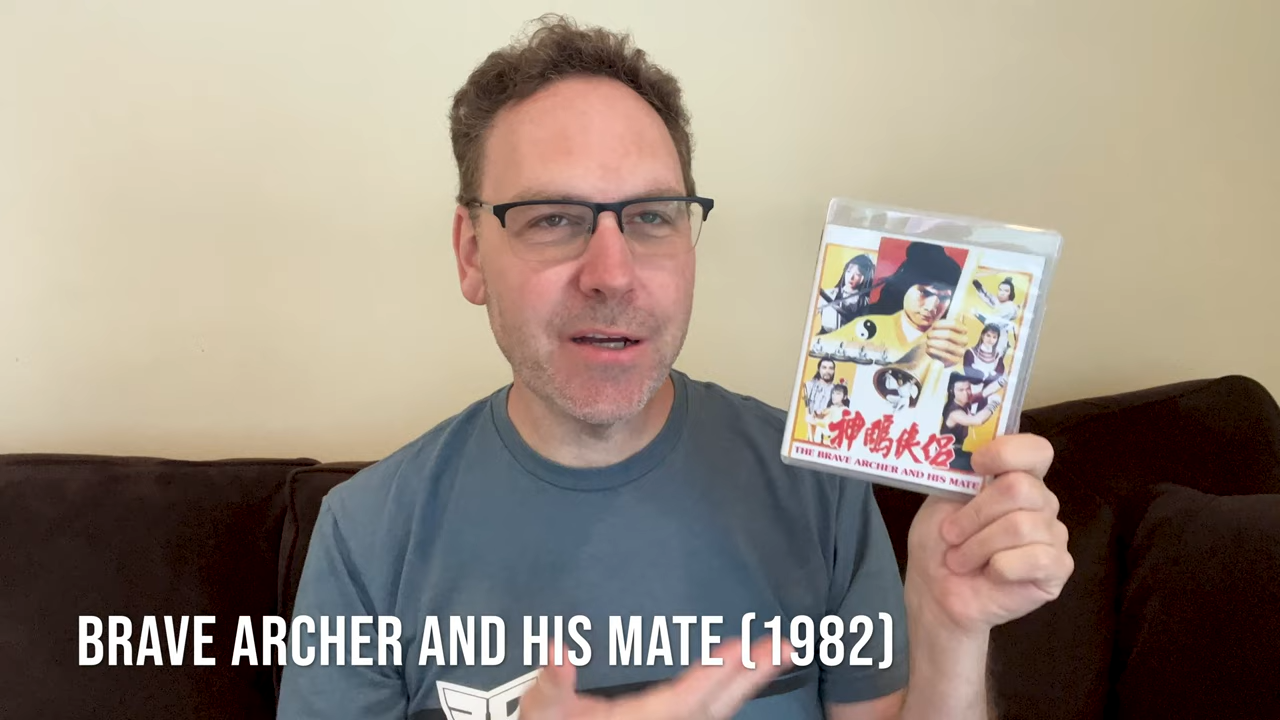 神鵰俠侶
THE BRAVE ARCHER AND HIS MATE
BRAVE ARCHER AND HIS MATE (1982)